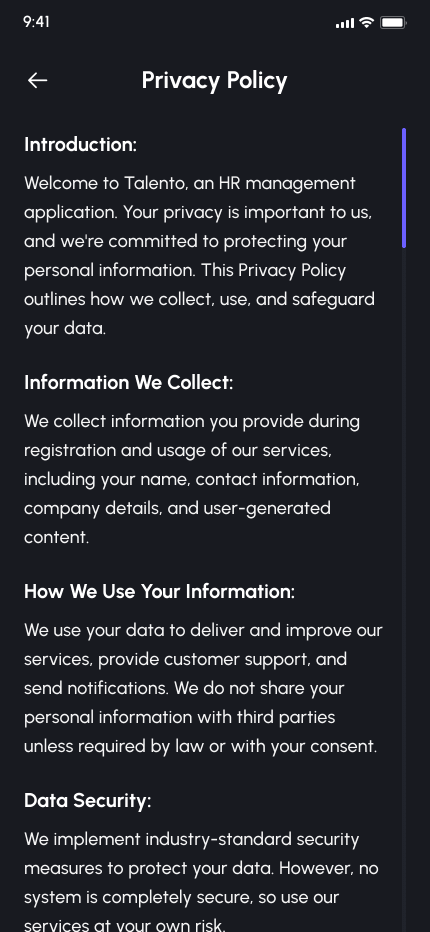 9:41
Privacy Policy
Introduction:
Welcome to Talento, an HR management
application. Your privacy is important to us,
and we're committed to protecting your
personal information. This Privacy Policy
outlines how we collect, use, and safeguard
your data.
Information We Collect:
We collect information you provide during
registration and usage of our services,
including your name, contact information,
company details, and user-generated
content.
How We Use Your Information:
We use your data to deliver and improve our
services, provide customer support, and
send notifications. We do not share your
personal information with third parties
unless required by law or with your consent.
Data Security:
We implement industry-standard security
measures to protect your data. However, no
system is completely secure, so use our
services at your own risk.